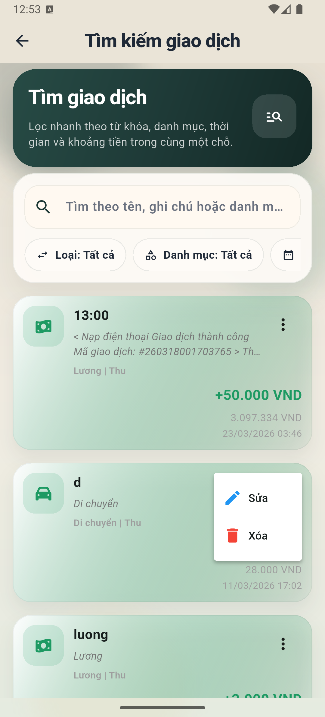 12:53
Tìm kiếm giao dịch
Tìm giao dịch
Lọc nhanh theo từ khóa, danh mục, thời
gian và khoảng tiền trong cùng một chỗ.
Tìm theo tên, ghi chú hoặc danh m...
Loại: Tất cả
Danh mục: Tất cả
13:00
< Nạp điện thoại Giao dịch thành công
Mã giao dịch: #260318001703765 > Th...
Lương | Thu
+50.000 VND
3.097.334 VND
23/03/2026 03:46
d
Di chuyển
Di chuyển | Thu
Sửa
Xóa
28.000 VND
11/03/2026 17:02
luong
Lương
Lương | Thu